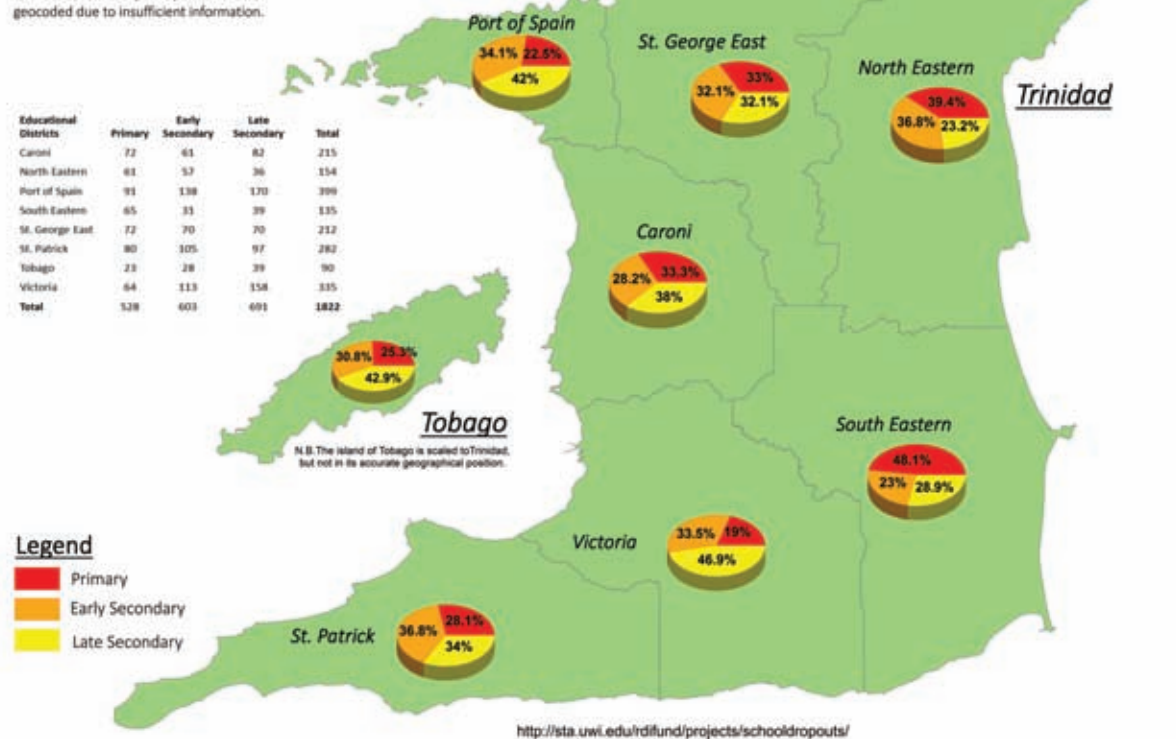 geocoded due to insufficient information.
Port of Spain
34.1% 22.5%
42%
St. George East
33%
32.1%
32.1%
North Eastern
39.4%
36.8% 23.2%
Trinidad
Educational Districts Primary Early Secondary Late Secondary Total
Caroni 72 61 82 215
North Eastern 61 57 36 154
Port of Spain 91 138 170 399
South Eastern 65 31 39 135
St. George East 72 70 70 212
St. Patrick 80 105 97 282
Tobago 23 28 39 90
Victoria 64 113 158 335
Total 528 603 691 1822
Caroni
28.2% 33.3%
38%
30.8% 25.3%
42.9%
Tobago
N.B.The island of Tobago is scaled toTrinidad,
but not in its accurate geographical position.
South Eastern
48.1%
23% 28.9%
Victoria
33.5% 19%
46.9%
Legend
Primary
Early Secondary
Late Secondary
St. Patrick
36.8% 28.1%
34%
http://sta.uwi.edu/rdifund/projects/schooldropouts/